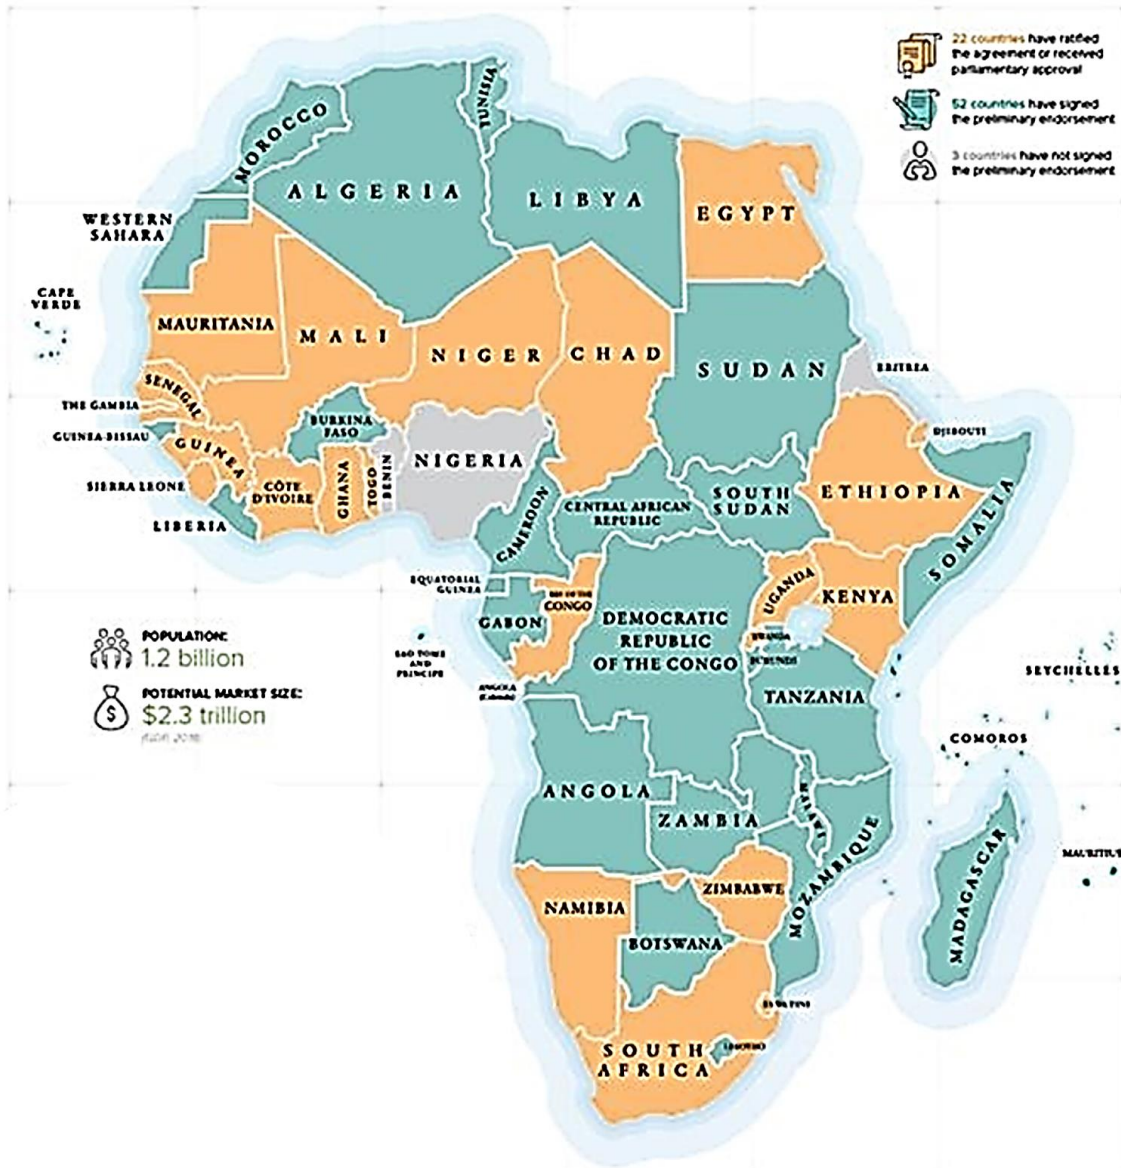 22 countries have ratified
the agreement or received
parliamentary approval
52 countries have signed
the preliminary endorsement
3 countries have not signed
the preliminary endorsement
MOROCCO
TUNISIA
ALGERIA
LIBYA
EGYPT
WESTERN
SAHARA
CAPE
VERDE
MAURITANIA
MALI
NIGER
CHAD
SUDAN
ERITREA
SENEGAL
THE GAMBIA
GUINEA-BISSAU
GUINEA
BURKINA
FASO
DJIBOUTI
SIERRA LEONE
CÔTE
D'IVOIRE
GHANA
TOGO
BENIN
NIGERIA
LIBERIA
CAMEROON
CENTRAL AFRICAN
REPUBLIC
SOUTH
SUDAN
ETHIOPIA
SOMALIA
EQUATORIAL
GUINEA
GABON
CONGO
DEMOCRATIC
REPUBLIC
OF THE CONGO
UGANDA
KENYA
RWANDA
BURUNDI
SAO TOME
AND
PRINCIPE
ANGOLA
(Cabinda)
TANZANIA
SEYCHELLES
COMOROS
POPULATION:
1.2 billion
POTENTIAL MARKET SIZE:
$2.3 trillion
ANGOLA
ZAMBIA
MALAWI
MOZAMBIQUE
MADAGASCAR
MAURITIUS
NAMIBIA
ZIMBABWE
BOTSWANA
ESWATINI
SOUTH
AFRICA
LESOTHO